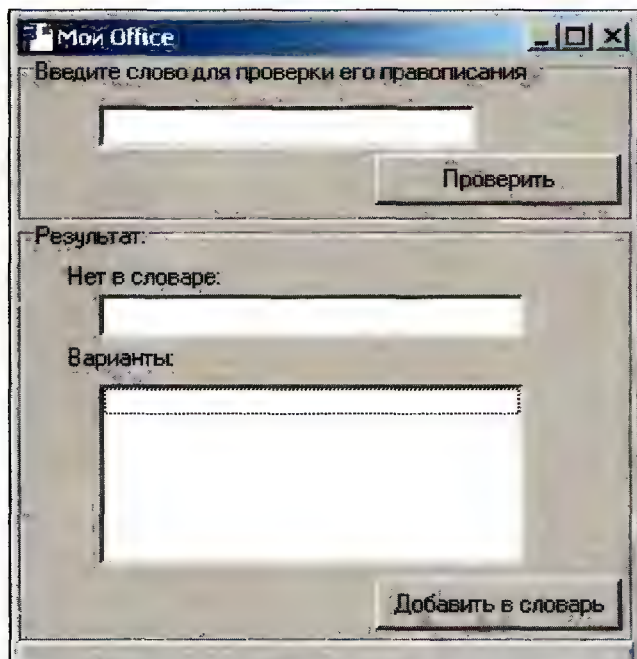 Мой Office
Введите слово для проверки его правописания
Проверить
Результат:
Нет в словаре:
Варианты:
Добавить в словарь